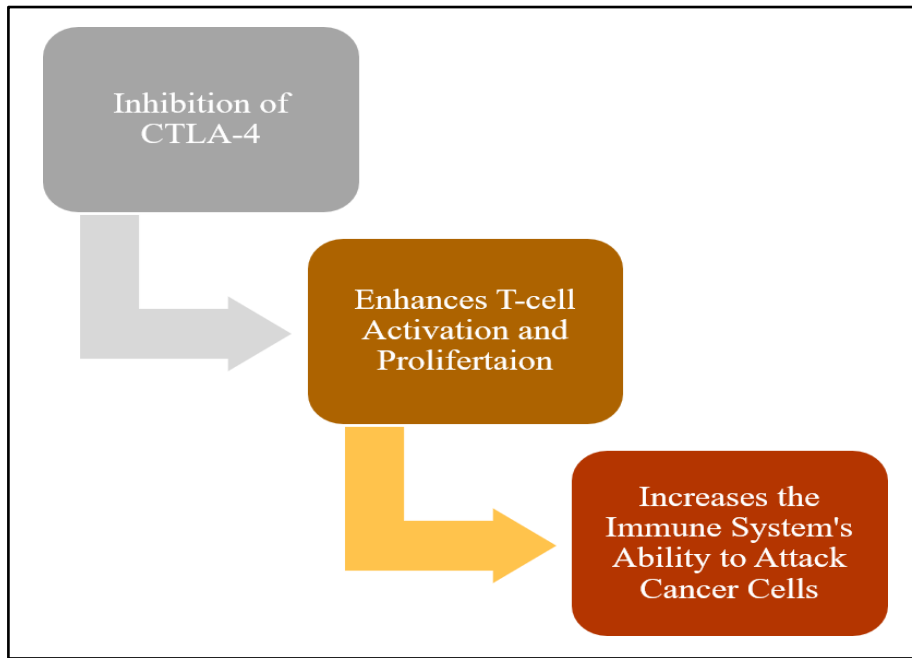 Inhibition of
CTLA-4
Enhances T-cell
Activation and
Prolifertaion
Increases the
Immune System's
Ability to Attack
Cancer Cells